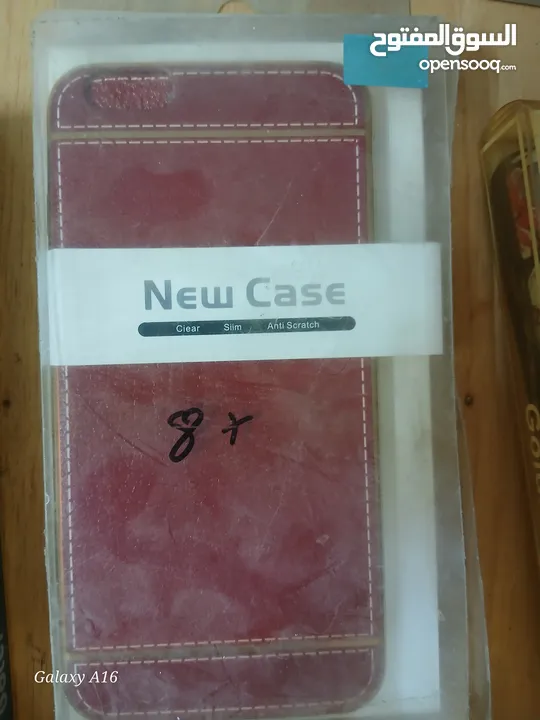 السوق المفتوح
opensooq.com
New Case
Clear Slim Anti Scratch
8+
Galaxy A16